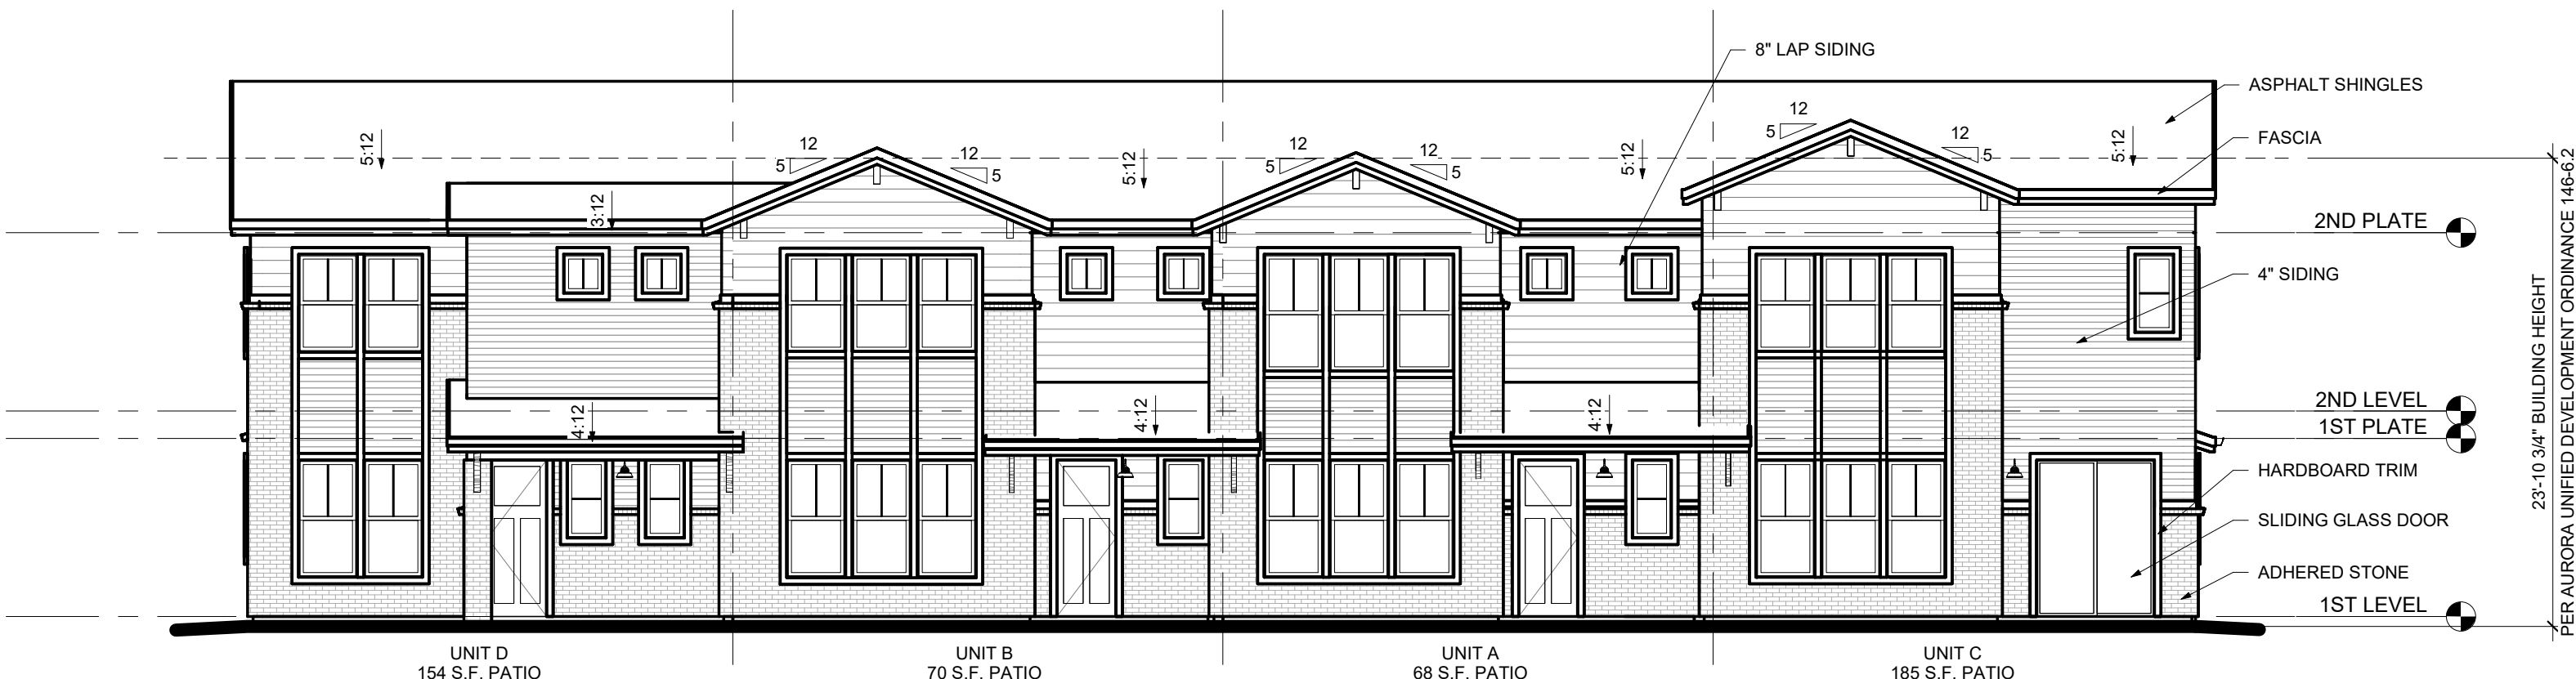 8" LAP SIDING
ASPHALT SHINGLES
FASCIA
12
5
12
5
12
5
12
5
12
5
12
5
5:12
5:12
5:12
5:12
3:12
2ND PLATE
4" SIDING
2ND LEVEL
1ST PLATE
4:12
4:12
4:12
HARDBOARD TRIM
SLIDING GLASS DOOR
ADHERED STONE
1ST LEVEL
23'-10 3/4" BUILDING HEIGHT
PER AURORA UNIFIED DEVELOPMENT ORDINANCE 146-6.2
UNIT D
154 S.F. PATIO
UNIT B
70 S.F. PATIO
UNIT A
68 S.F. PATIO
UNIT C
185 S.F. PATIO